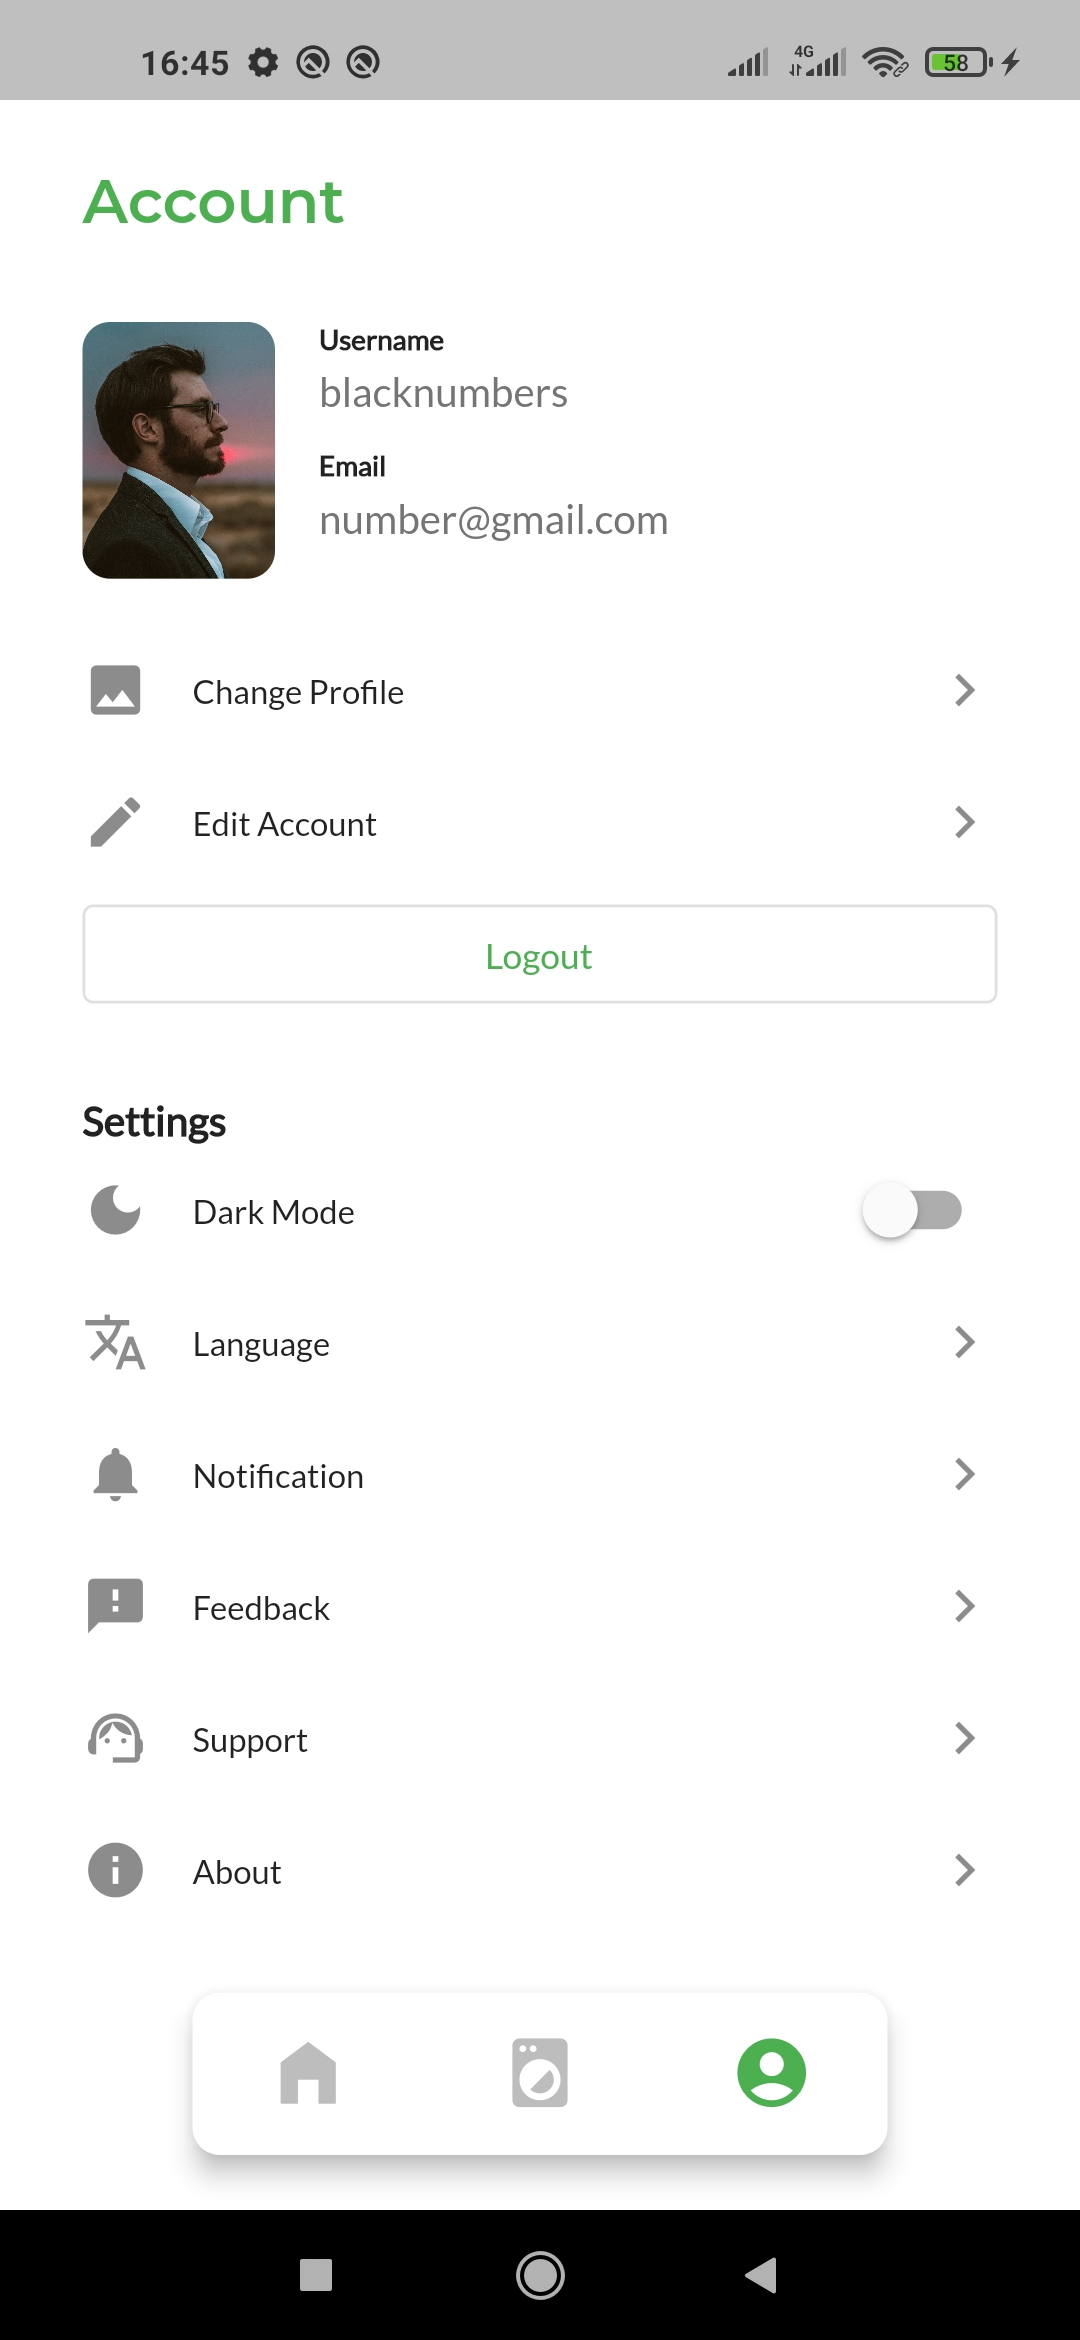 16:45 4G 58
Account
Username
blacknumbers
Email
number@gmail.com
Change Profile
Edit Account
Logout
Settings
Dark Mode
Language
Notification
Feedback
Support
About